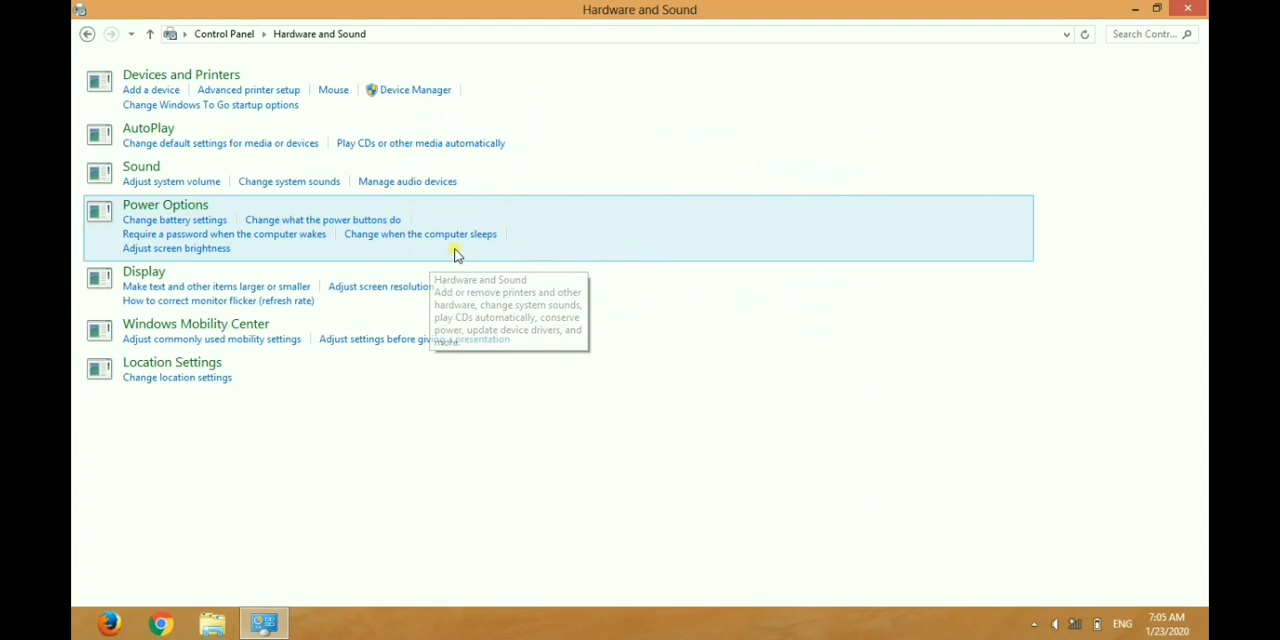 Hardware and Sound
Control Panel Hardware and Sound Search Contr...
Devices and Printers
Add a device Advanced printer setup Mouse Device Manager
Change Windows To Go startup options
AutoPlay
Change default settings for media or devices Play CDs or other media automatically
Sound
Adjust system volume Change system sounds Manage audio devices
Power Options
Change battery settings Change what the power buttons do
Require a password when the computer wakes Change when the computer sleeps
Adjust screen brightness
Display
Make text and other items larger or smaller Adjust screen resolution
How to correct monitor flicker (refresh rate)
Hardware and Sound
Add or remove printers and other
hardware, change system sounds,
play CDs automatically, conserve
power, update device drivers, and
more.
Windows Mobility Center
Adjust commonly used mobility settings Adjust settings before giving a presentation
Location Settings
Change location settings
ENG
7:05 AM
1/23/2020